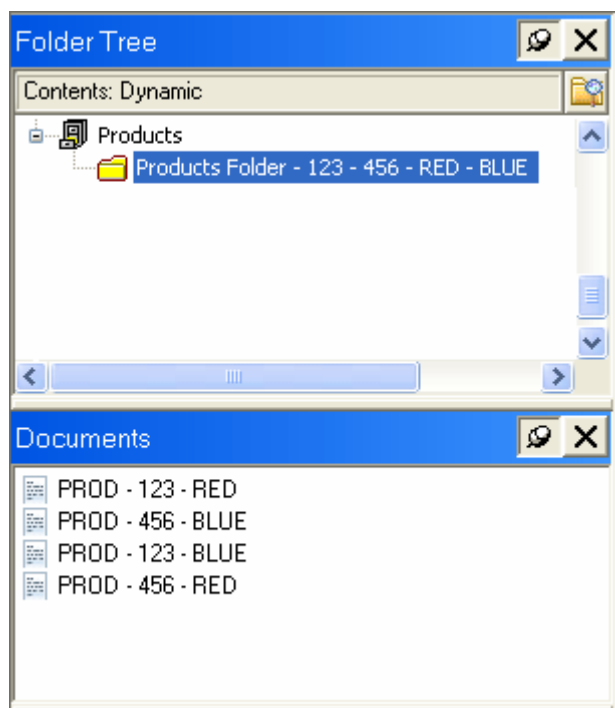 Folder Tree
Contents: Dynamic
Products
Products Folder - 123 - 456 - RED - BLUE
Documents
PROD - 123 - RED
PROD - 456 - BLUE
PROD - 123 - BLUE
PROD - 456 - RED